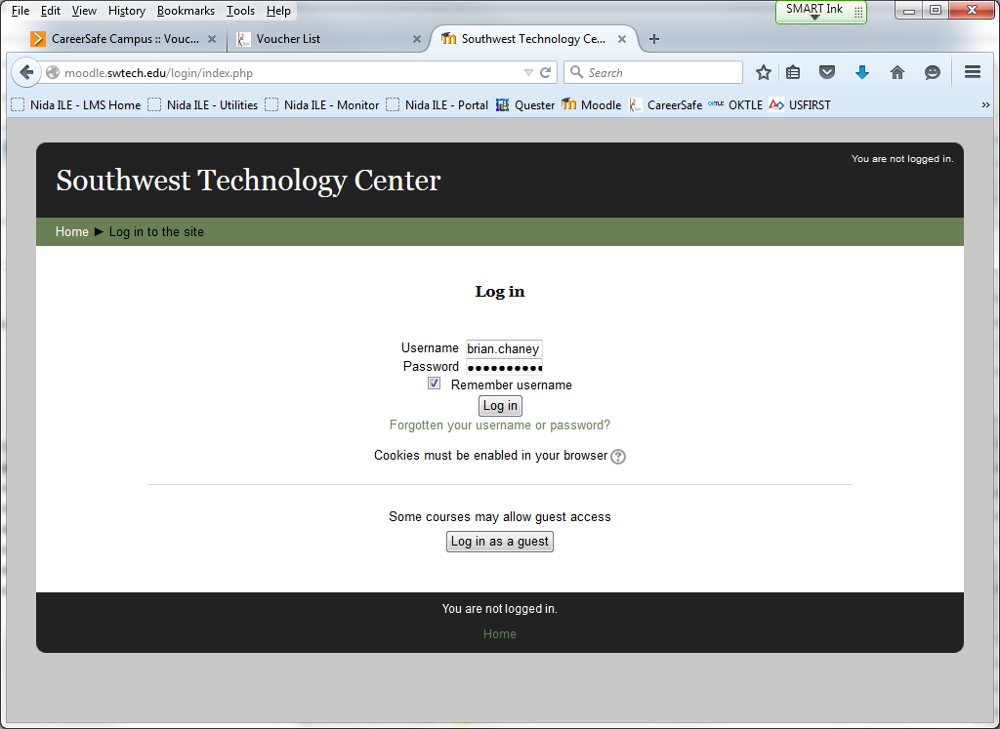 File Edit View History Bookmarks Tools Help
SMART Ink
CareerSafe Campus :: Vouc... Voucher List Southwest Technology Ce...
moodle.swtech.edu/login/index.php Search
Nida ILE - LMS Home Nida ILE - Utilities Nida ILE - Monitor Nida ILE - Portal Quester Moodle CareerSafe OKTLE OKTLE USFIRST
You are not logged in.
Southwest Technology Center
Home ► Log in to the site
Log in
Username brian.chaney
Password ••••••••••
Remember username
Log in
Forgotten your username or password?
Cookies must be enabled in your browser ?
Some courses may allow guest access
Log in as a guest
You are not logged in.
Home